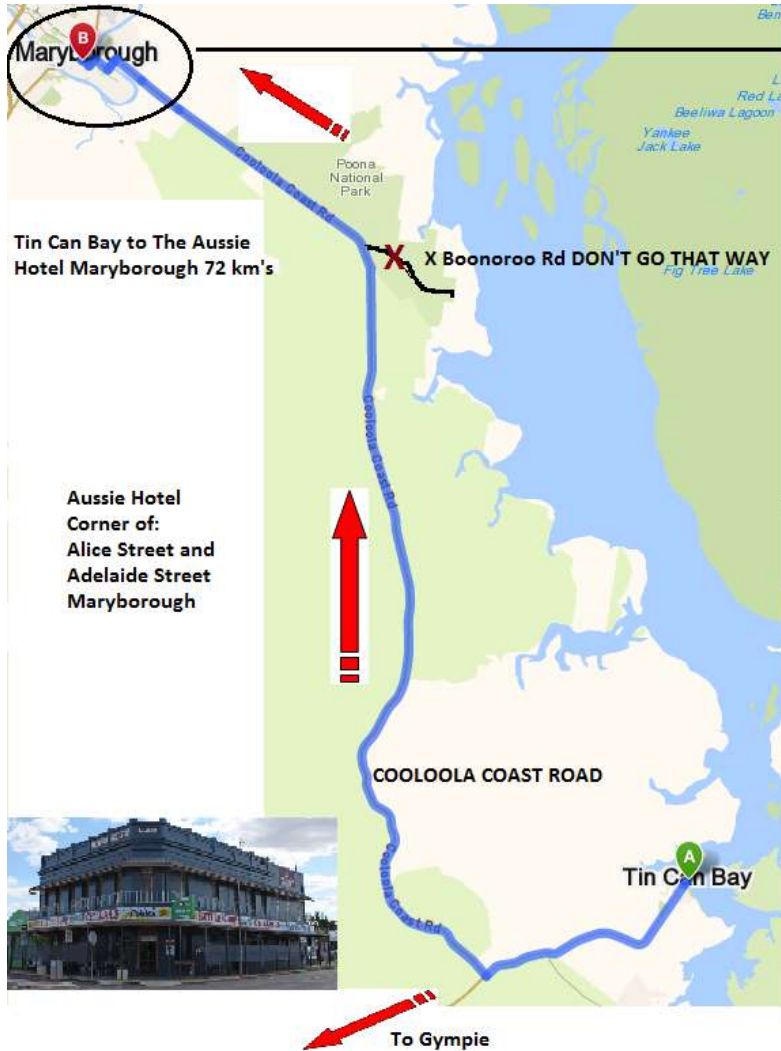 Ben
B
Maryborough
L
Red La
Beeliwa Lagoon
Yankee
Jack Lake
Cooloola Coast Rd
Poona
National
Park
Tin Can Bay to The Aussie
Hotel Maryborough 72 km's
X
X Boonoroo Rd DON'T GO THAT WAY
Fig Tree Lake
Cooloola Coast Rd
Aussie Hotel
Corner of:
Alice Street and
Adelaide Street
Maryborough
COOLOOLA COAST ROAD
A
Tin Can Bay
Cooloola Coast Rd
To Gympie